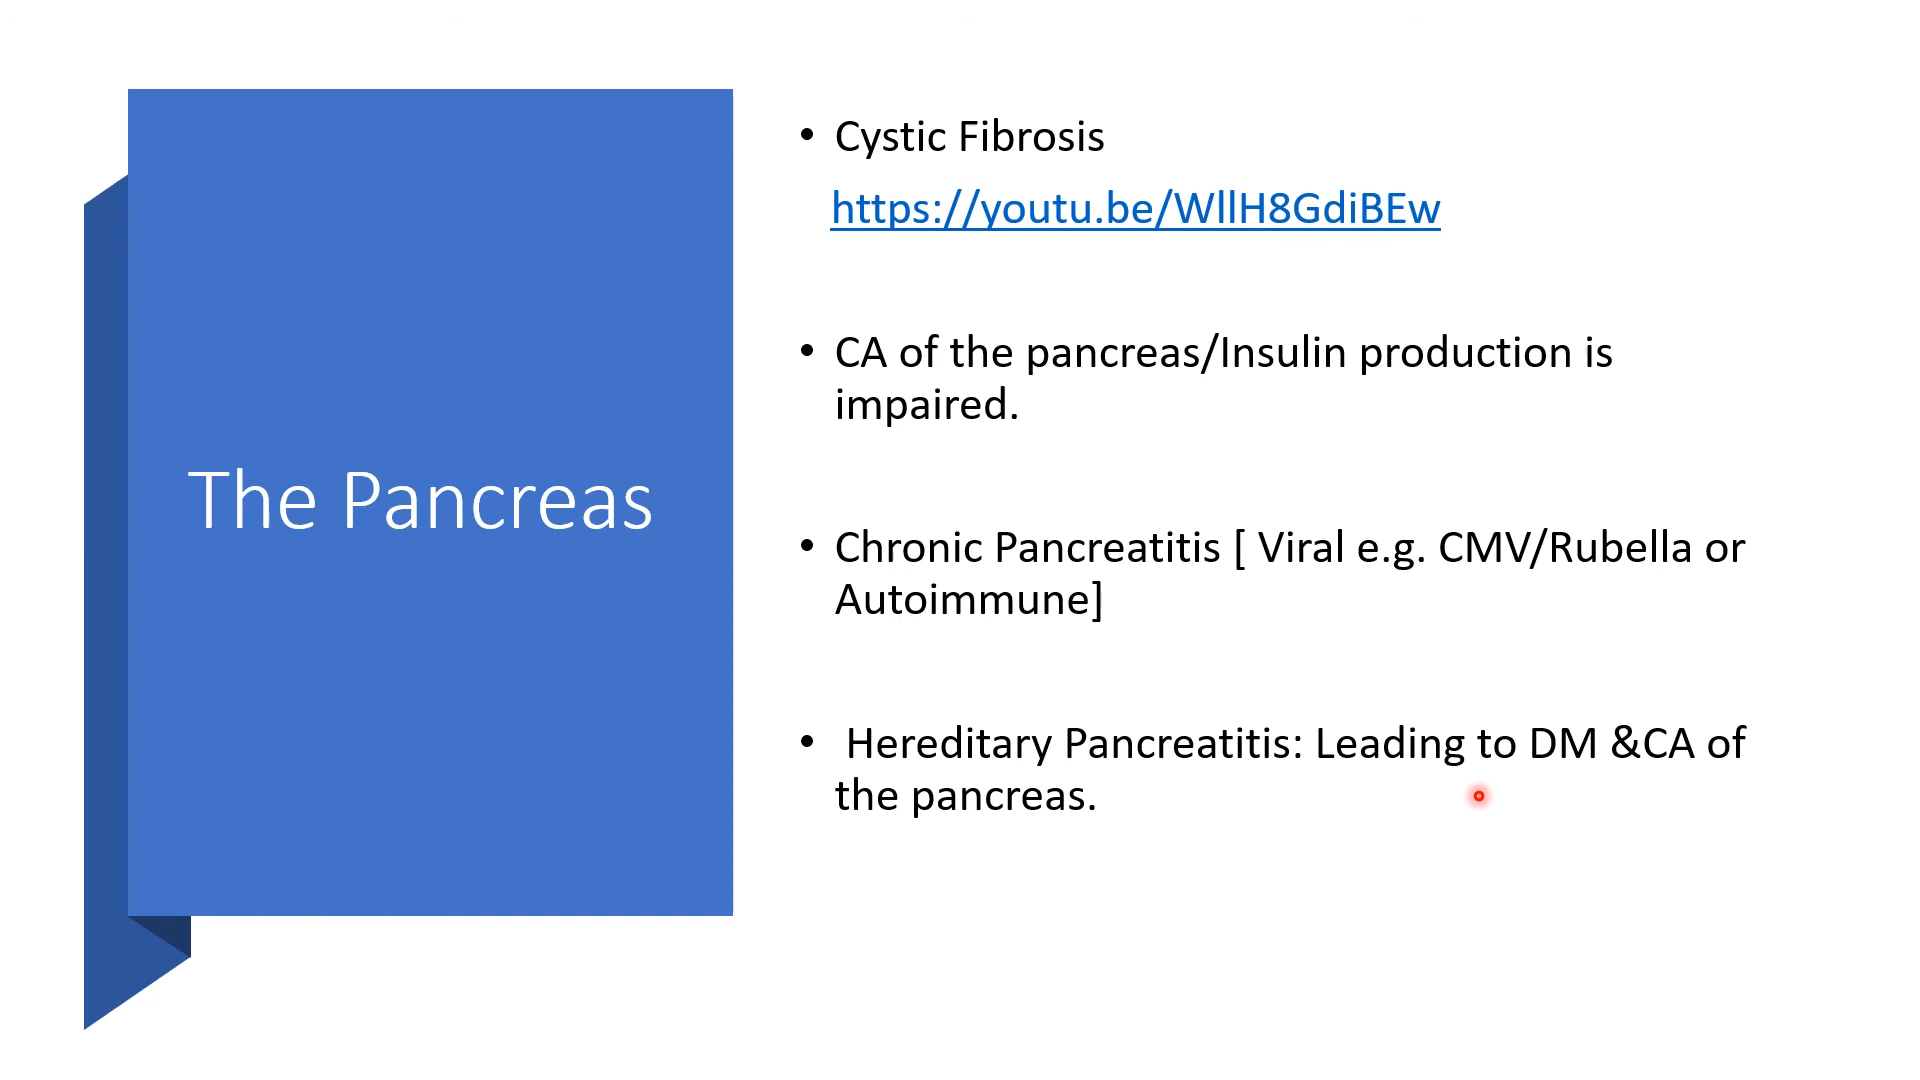 The Pancreas
• Cystic Fibrosis
https://youtu.be/WllH8GdiBEw
• CA of the pancreas/Insulin production is
impaired.
• Chronic Pancreatitis [ Viral e.g. CMV/Rubella or
Autoimmune]
• Hereditary Pancreatitis: Leading to DM &CA of
the pancreas.